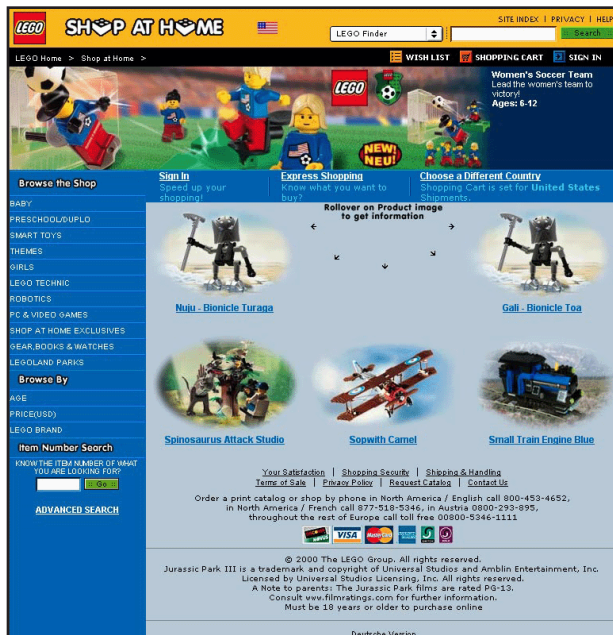 SITE INDEX | PRIVACY | HELP
LEGO SHOP AT HOME
LEGO Finder
Search
LEGO Home > Shop at Home >
WISH LIST SHOPPING CART SIGN IN
Women's Soccer Team
Lead the women's team to
victory!
Ages: 6-12
LEGO
NEW!
NEU!
Browse the Shop
BABY
PRESCHOOL/DUPLO
SMART TOYS
THEMES
GIRLS
LEGO TECHNIC
ROBOTICS
PC & VIDEO GAMES
SHOP AT HOME EXCLUSIVES
GEAR,BOOKS & WATCHES
LEGOLAND PARKS
Browse By
AGE
PRICE(USD)
LEGO BRAND
Item Number Search
KNOW THE ITEM NUMBER OF WHAT
YOU ARE LOOKING FOR?
Go
ADVANCED SEARCH
Sign In
Speed up your
shopping!
Express Shopping
Know what you want to
buy?
Choose a Different Country
Shopping Cart is set for United States
Shipments.
Rollover on Product image
to get information
Nuju - Bionicle Turaga
Gali - Bionicle Toa
Spinosaurus Attack Studio
Sopwith Camel
Small Train Engine Blue
Your Satisfaction | Shopping Security | Shipping & Handling
Terms of Sale | Privacy Policy | Request Catalog | Contact Us
Order a print catalog or shop by phone in North America / English call 800-453-4652,
in North America / French call 877-518-5346, in Austria 0800-293-895,
throughout the rest of Europe call toll free 00800-5346-1111
VISA MasterCard
© 2000 The LEGO Group. All rights reserved.
Jurassic Park III is a trademark and copyright of Universal Studios and Amblin Entertainment, Inc.
Licensed by Universal Studios Licensing, Inc. All rights reserved.
A Note to parents: The Jurassic Park films are rated PG-13.
Consult www.filmratings.com for further information.
Must be 18 years or older to purchase online
Deutsche Version